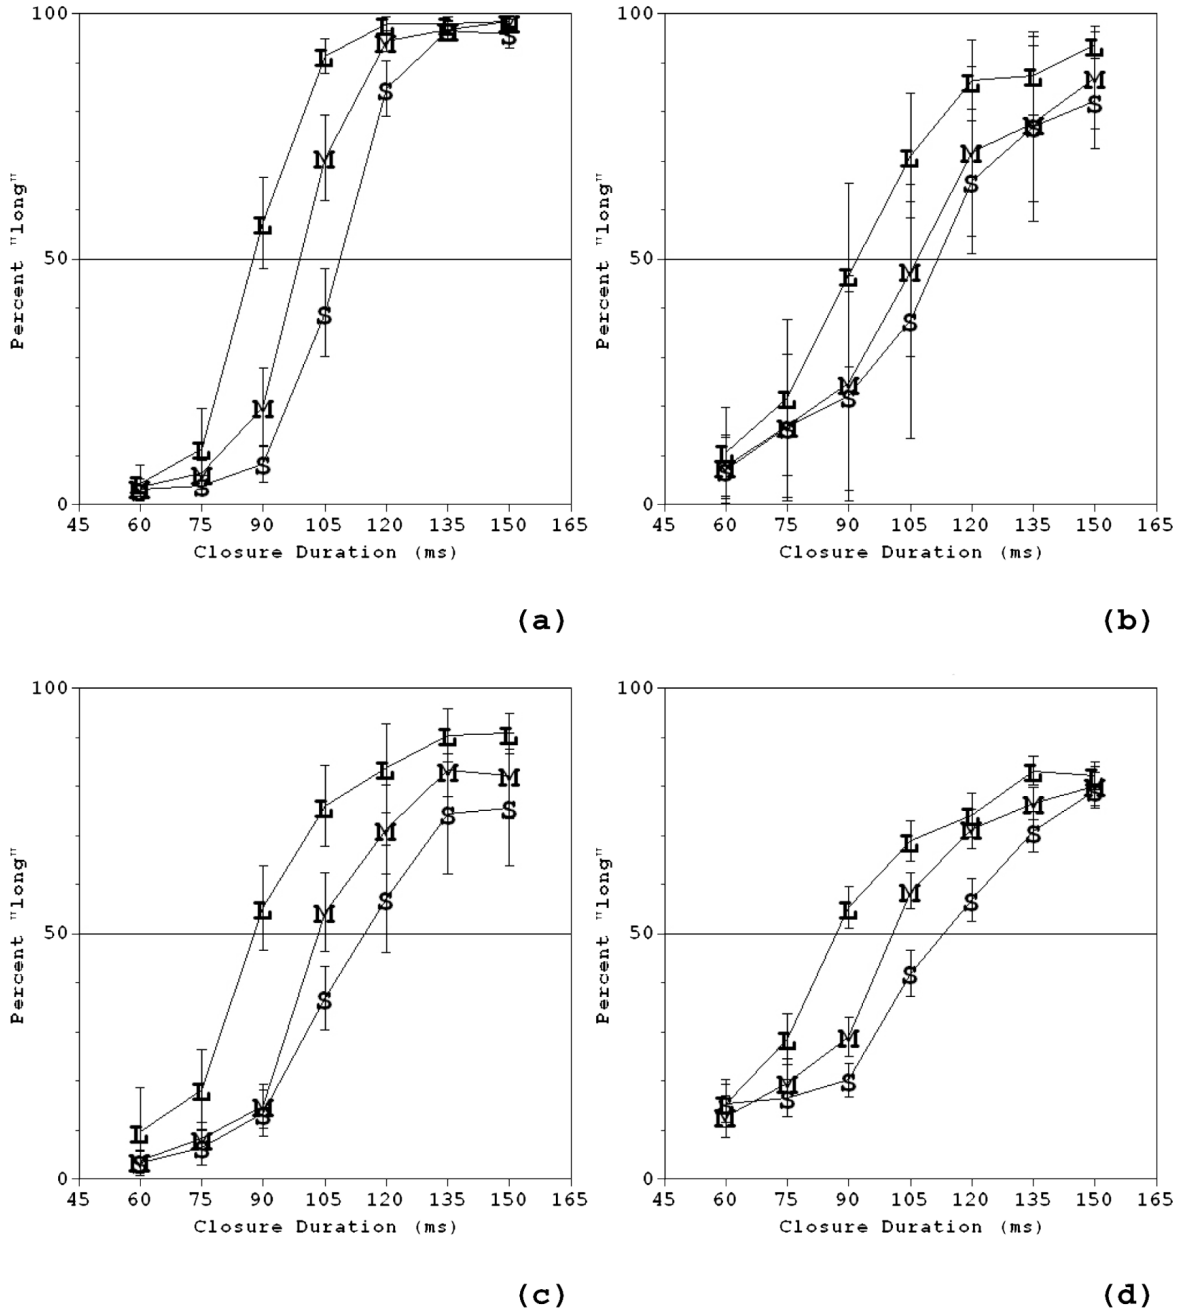 100
50
0
45 60 75 90 105 120 135 150 165
Percent "long"
Closure Duration (ms)
L L L L L L L
M M M M M M M
S S S S S S S
(a)
100
50
0
45 60 75 90 105 120 135 150 165
Percent "long"
Closure Duration (ms)
L L L L L L L
M M M M M M M
S S S S S S S
(b)
100
50
0
45 60 75 90 105 120 135 150 165
Percent "long"
Closure Duration (ms)
L L L L L L L
M M M M M M M
S S S S S S S
(c)
100
50
0
45 60 75 90 105 120 135 150 165
Percent "long"
Closure Duration (ms)
L L L L L L L
M M M M M M M
S S S S S S S
(d)